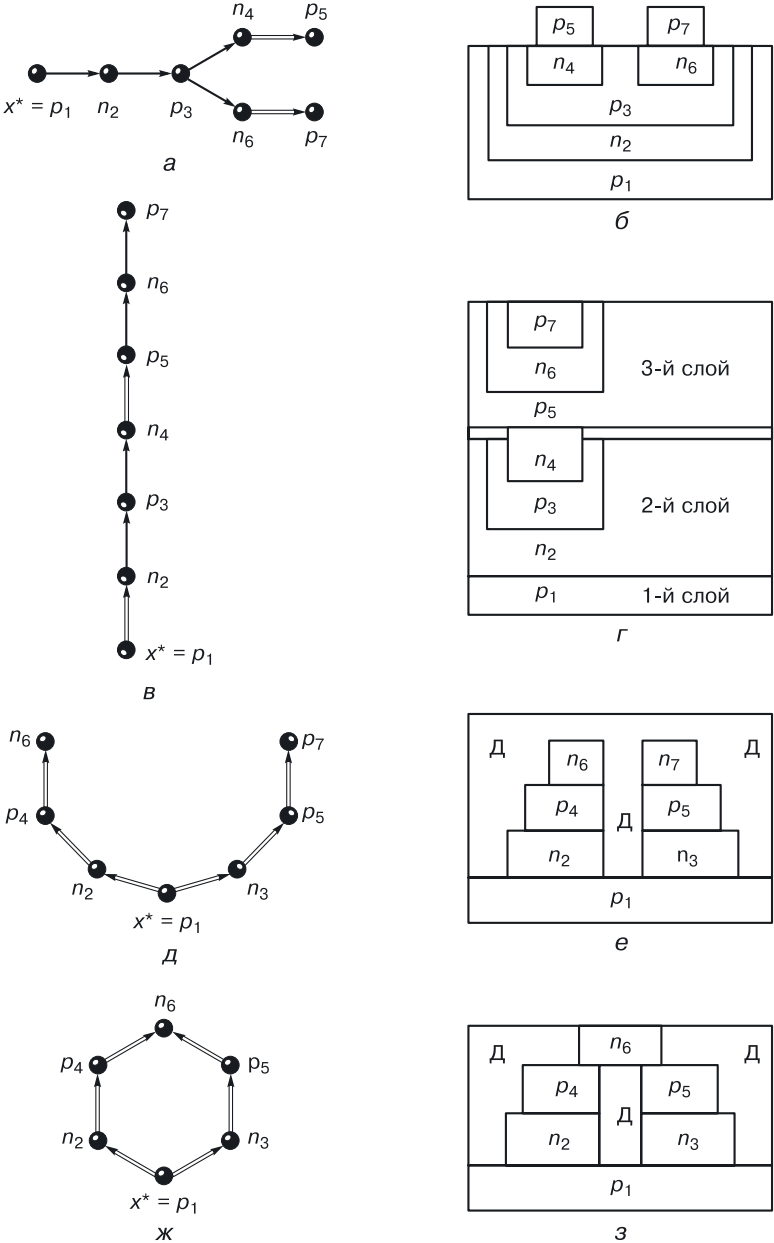 n₄ p₅
x* = p₁ n₂ p₃
n₆ p₇
а
p₅ p₇
n₄ n₆
p₃
n₂
p₁
б
p₇
n₆
p₅
n₄
p₃
n₂
x* = p₁
в
p₇
n₆ 3-й слой
p₅
n₄
p₃ 2-й слой
n₂
p₁ 1-й слой
г
n₆ p₇
p₄ p₅
n₂ n₃
x* = p₁
д
Д n₆ n₇ Д
p₄ Д p₅
n₂ n₃
p₁
е
n₆
p₄ p₅
n₂ n₃
x* = p₁
ж
Д n₆ Д
p₄ Д p₅
n₂ n₃
p₁
з